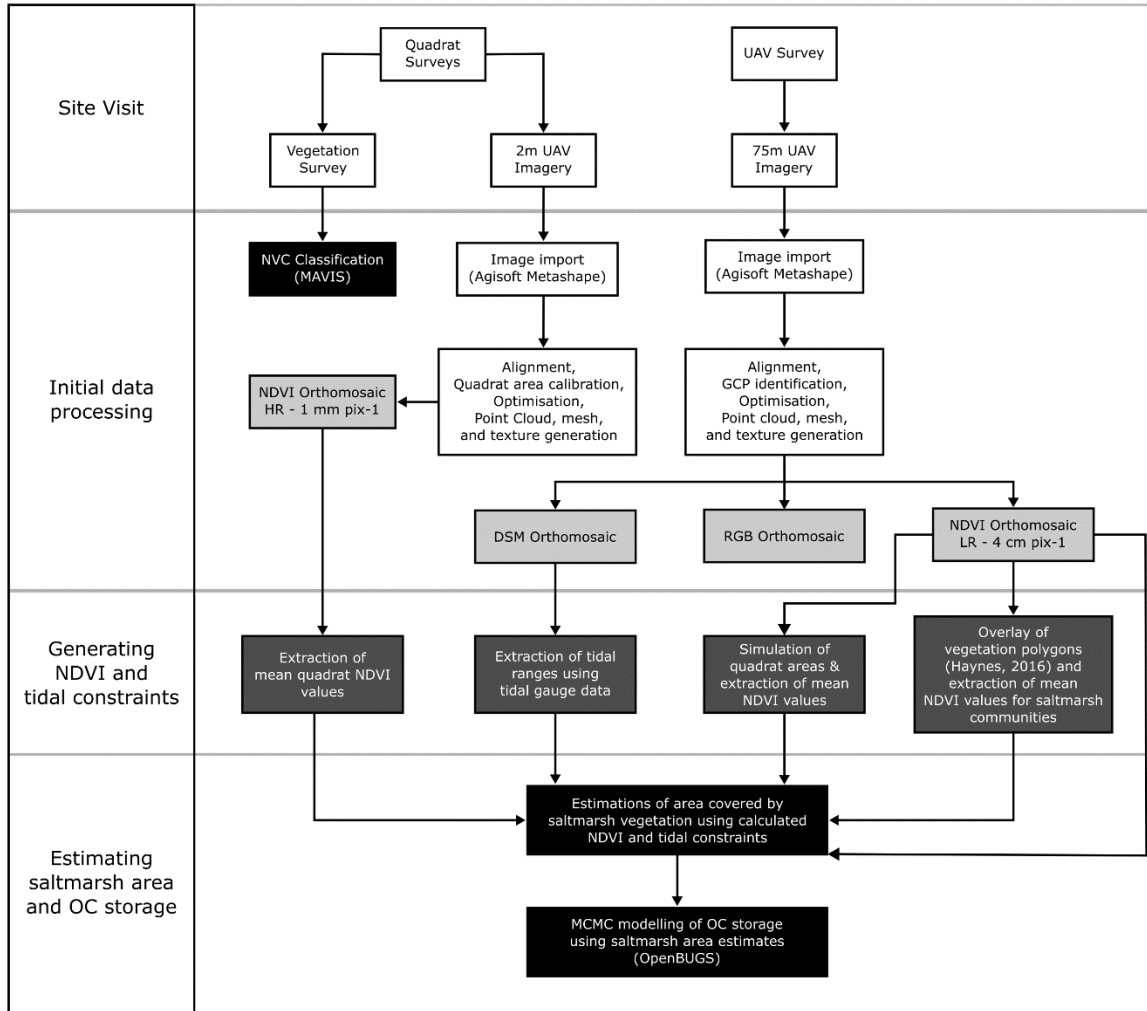 Site Visit
Quadrat
Surveys
UAV Survey
Vegetation
Survey
2m UAV
Imagery
75m UAV
Imagery
Initial data
processing
NVC Classification
(MAVIS)
Image import
(Agisoft Metashape)
Image import
(Agisoft Metashape)
NDVI Orthomosaic
HR - 1 mm pix-1
Alignment,
Quadrat area calibration,
Optimisation,
Point Cloud, mesh,
and texture generation
Alignment,
GCP identification,
Optimisation,
Point cloud, mesh,
and texture generation
DSM Orthomosaic
RGB Orthomosaic
NDVI Orthomosaic
LR - 4 cm pix-1
Generating
NDVI and
tidal constraints
Extraction of
mean quadrat NDVI
values
Extraction of tidal
ranges using
tidal gauge data
Simulation of
quadrat areas &
extraction of mean
NDVI values
Overlay of
vegetation polygons
(Haynes, 2016) and
extraction of mean
NDVI values for saltmarsh
communities
Estimating
saltmarsh area
and OC storage
Estimations of area covered by
saltmarsh vegetation using calculated
NDVI and tidal constraints
MCMC modelling of OC storage
using saltmarsh area estimates
(OpenBUGS)